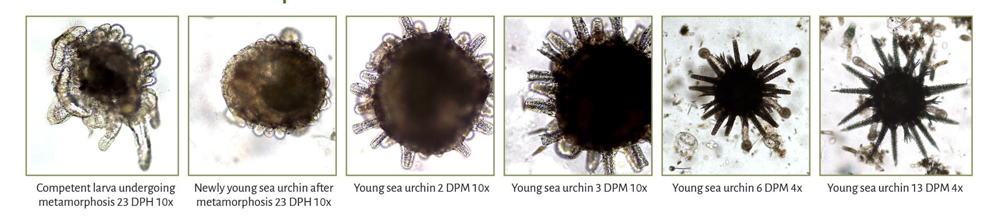 Competent larva undergoing
metamorphosis 23 DPH 10x
Newly young sea urchin after
metamorphosis 23 DPH 10x
Young sea urchin 2 DPM 10x
Young sea urchin 3 DPM 10x
Young sea urchin 6 DPM 4x
Young sea urchin 13 DPM 4x